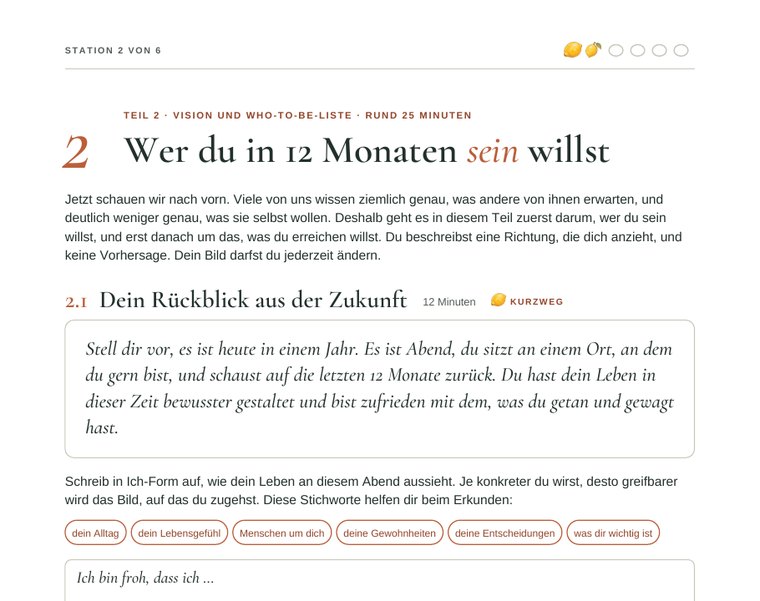 STATION 2 VON 6
TEIL 2 · VISION UND WHO-TO-BE-LISTE · RUND 25 MINUTEN
2 Wer du in 12 Monaten sein willst
Jetzt schauen wir nach vorn. Viele von uns wissen ziemlich genau, was andere von ihnen erwarten, und
deutlich weniger genau, was sie selbst wollen. Deshalb geht es in diesem Teil zuerst darum, wer du sein
willst, und erst danach um das, was du erreichen willst. Du beschreibst eine Richtung, die dich anzieht, und
keine Vorhersage. Dein Bild darfst du jederzeit ändern.
2.1 Dein Rückblick aus der Zukunft 12 Minuten KURZWEG
Stell dir vor, es ist heute in einem Jahr. Es ist Abend, du sitzt an einem Ort, an dem
du gern bist, und schaust auf die letzten 12 Monate zurück. Du hast dein Leben in
dieser Zeit bewusster gestaltet und bist zufrieden mit dem, was du getan und gewagt
hast.
Schreib in Ich-Form auf, wie dein Leben an diesem Abend aussieht. Je konkreter du wirst, desto greifbarer
wird das Bild, auf das du zugehst. Diese Stichworte helfen dir beim Erkunden:
dein Alltag dein Lebensgefühl Menschen um dich deine Gewohnheiten deine Entscheidungen was dir wichtig ist
Ich bin froh, dass ich ...